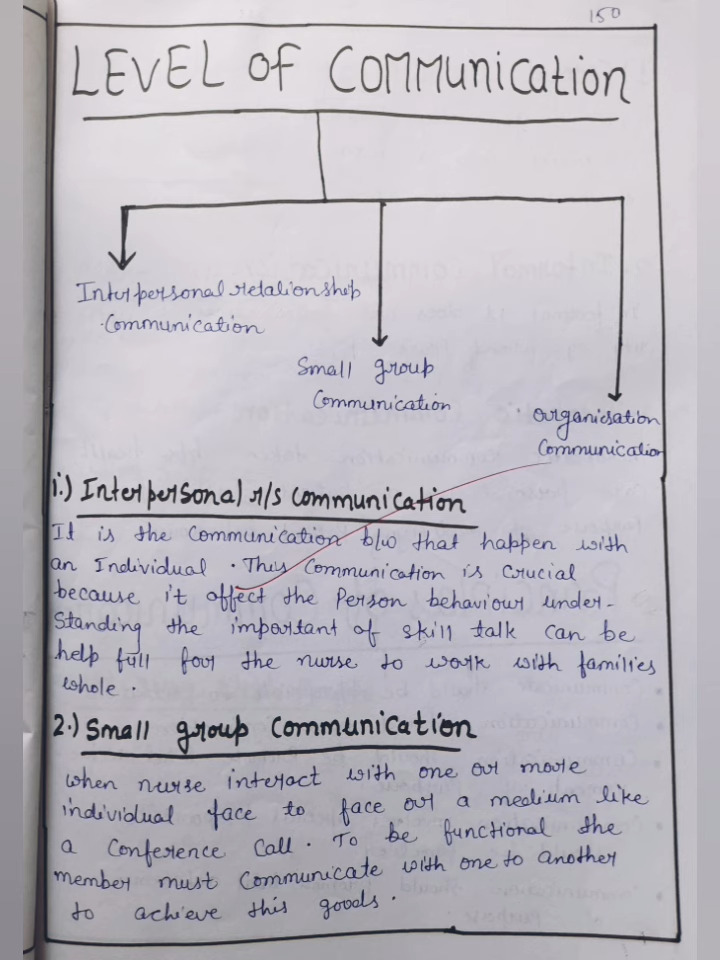 150
LEVEL OF COMMUnication
Interpersonal relationship
Communication
Small group
Communication
Organisation
Communication
1.) Interpersonal r/s communication
It is the communication b/w that happen with
an Individual. This Communication is Crucial
because it affect the Person behaviour under-
Standing the important of skill talk can be
help full for the nurse to work with families
whole.
2.) Small group Communication
when nurse interact with one or more
individual face to face or a medium like
a Conference Call. To be functional the
member must Communicate with one to another
to achieve this goods.